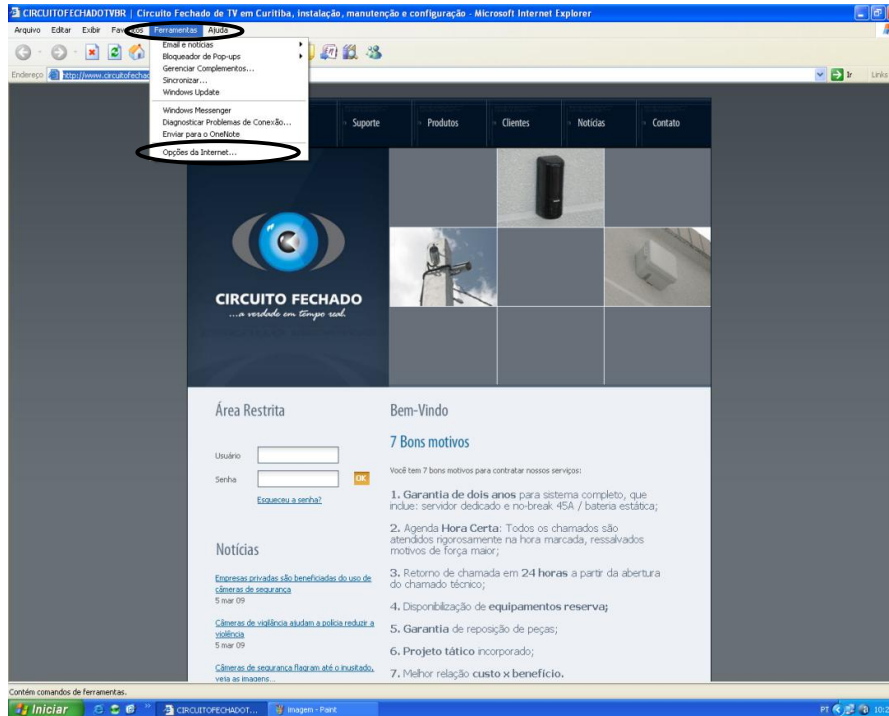 CIRCUITOFECHADOTVBR | Circuito Fechado de TV em Curitiba, instalação, manutenção e configuração - Microsoft Internet Explorer
Arquivo Editar Exibir Favoritos Ferramentas Ajuda
Email e notícias
Bloqueador de Pop-ups
Gerenciar Complementos...
Sincronizar...
Windows Update
Windows Messenger
Diagnosticar Problemas de Conexão...
Enviar para o OneNote
Opções da Internet...
Endereço http://www.circuitofechad
Ir Links
Suporte Produtos Clientes Notícias Contato
CIRCUITO FECHADO
...a verdade em tempo real.
Área Restrita
Usuário
Senha
OK
Esqueceu a senha?
Notícias
Empresas privadas são beneficiadas do uso de
câmeras de segurança
5 mar 09
Câmeras de vigilância ajudam a polícia reduzir a
violência
5 mar 09
Câmeras de segurança flagram até o inusitado,
veja as imagens...
Bem-Vindo
7 Bons motivos
Você tem 7 bons motivos para contratar nossos serviços:
1. Garantia de dois anos para sistema completo, que
inclue: servidor dedicado e no-break 45A / bateria estática;
2. Agenda Hora Certa: Todos os chamados são
atendidos rigorosamente na hora marcada, ressalvados
motivos de força maior;
3. Retorno de chamada em 24 horas a partir da abertura
do chamado técnico;
4. Disponibilização de equipamentos reserva;
5. Garantia de reposição de peças;
6. Projeto tático incorporado;
7. Melhor relação custo x benefício.
Contém comandos de ferramentas.
Iniciar CIRCUITOFECHADOT... imagem - Paint PT